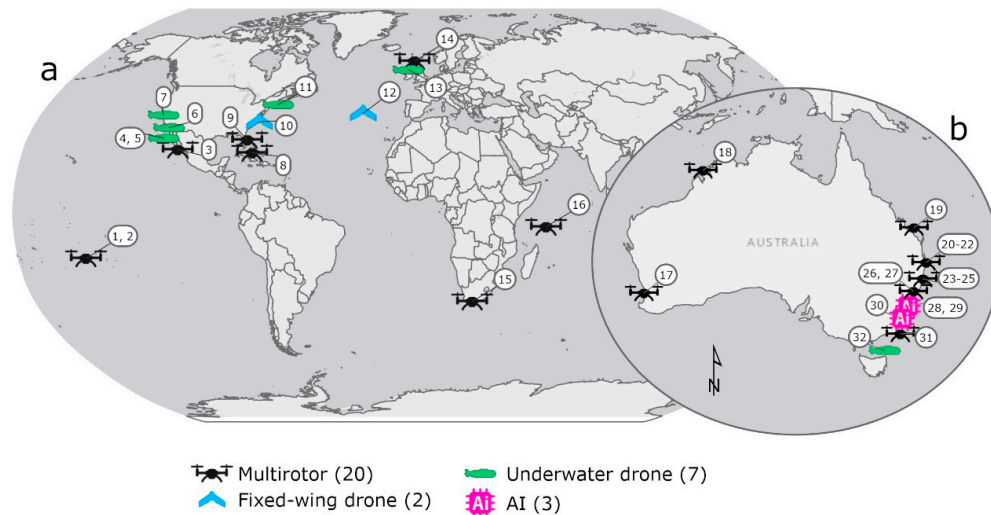 a
14
7
6
9
11
12
13
10
4, 5
3
8
16
1, 2
15
b
18
19
AUSTRALIA
20-22
26, 27
23-25
17
30
Ai
28, 29
Ai
32
31
N
Multirotor (20)
Underwater drone (7)
Fixed-wing drone (2)
Ai
AI (3)